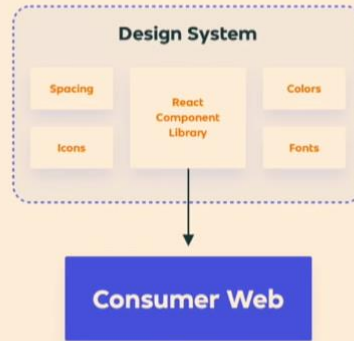 Design System
Spacing
React
Component
Library
Colors
Icons
Fonts
Consumer Web